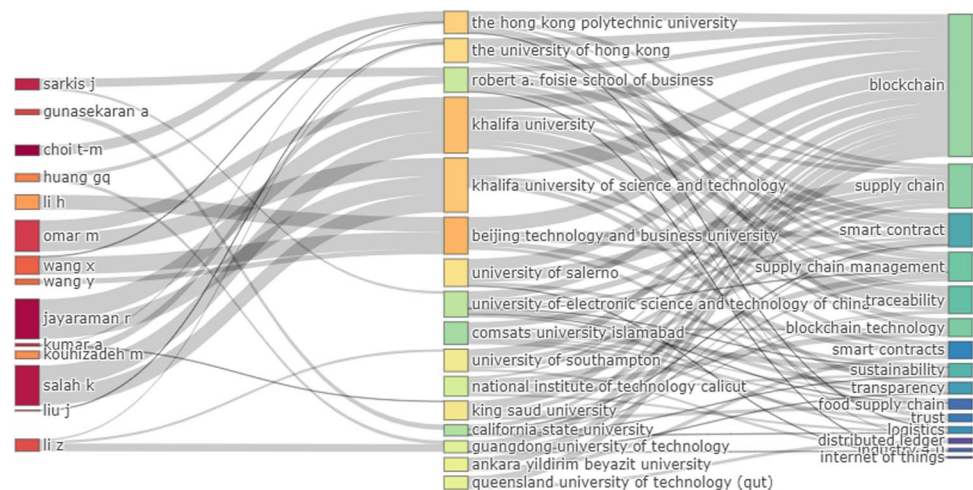 sarkis j
gunasekaran a
choi t-m
huang gq
li h
omar m
wang x
wang y
jayaraman r
kumar a
kouhizadeh m
salah k
liu j
li z
the hong kong polytechnic university
the university of hong kong
robert a. foisie school of business
khalifa university
khalifa university of science and technology
beijing technology and business university
university of salerno
university of electronic science and technology of china
comsats university islamabad
university of southampton
national institute of technology calicut
king saud university
california state university
guangdong university of technology
ankara yildirim beyazit university
queensland university of technology (qut)
blockchain
supply chain
smart contract
supply chain management
traceability
blockchain technology
smart contracts
sustainability
transparency
food supply chain
trust
logistics
distributed ledger
industry 4.0
internet of things